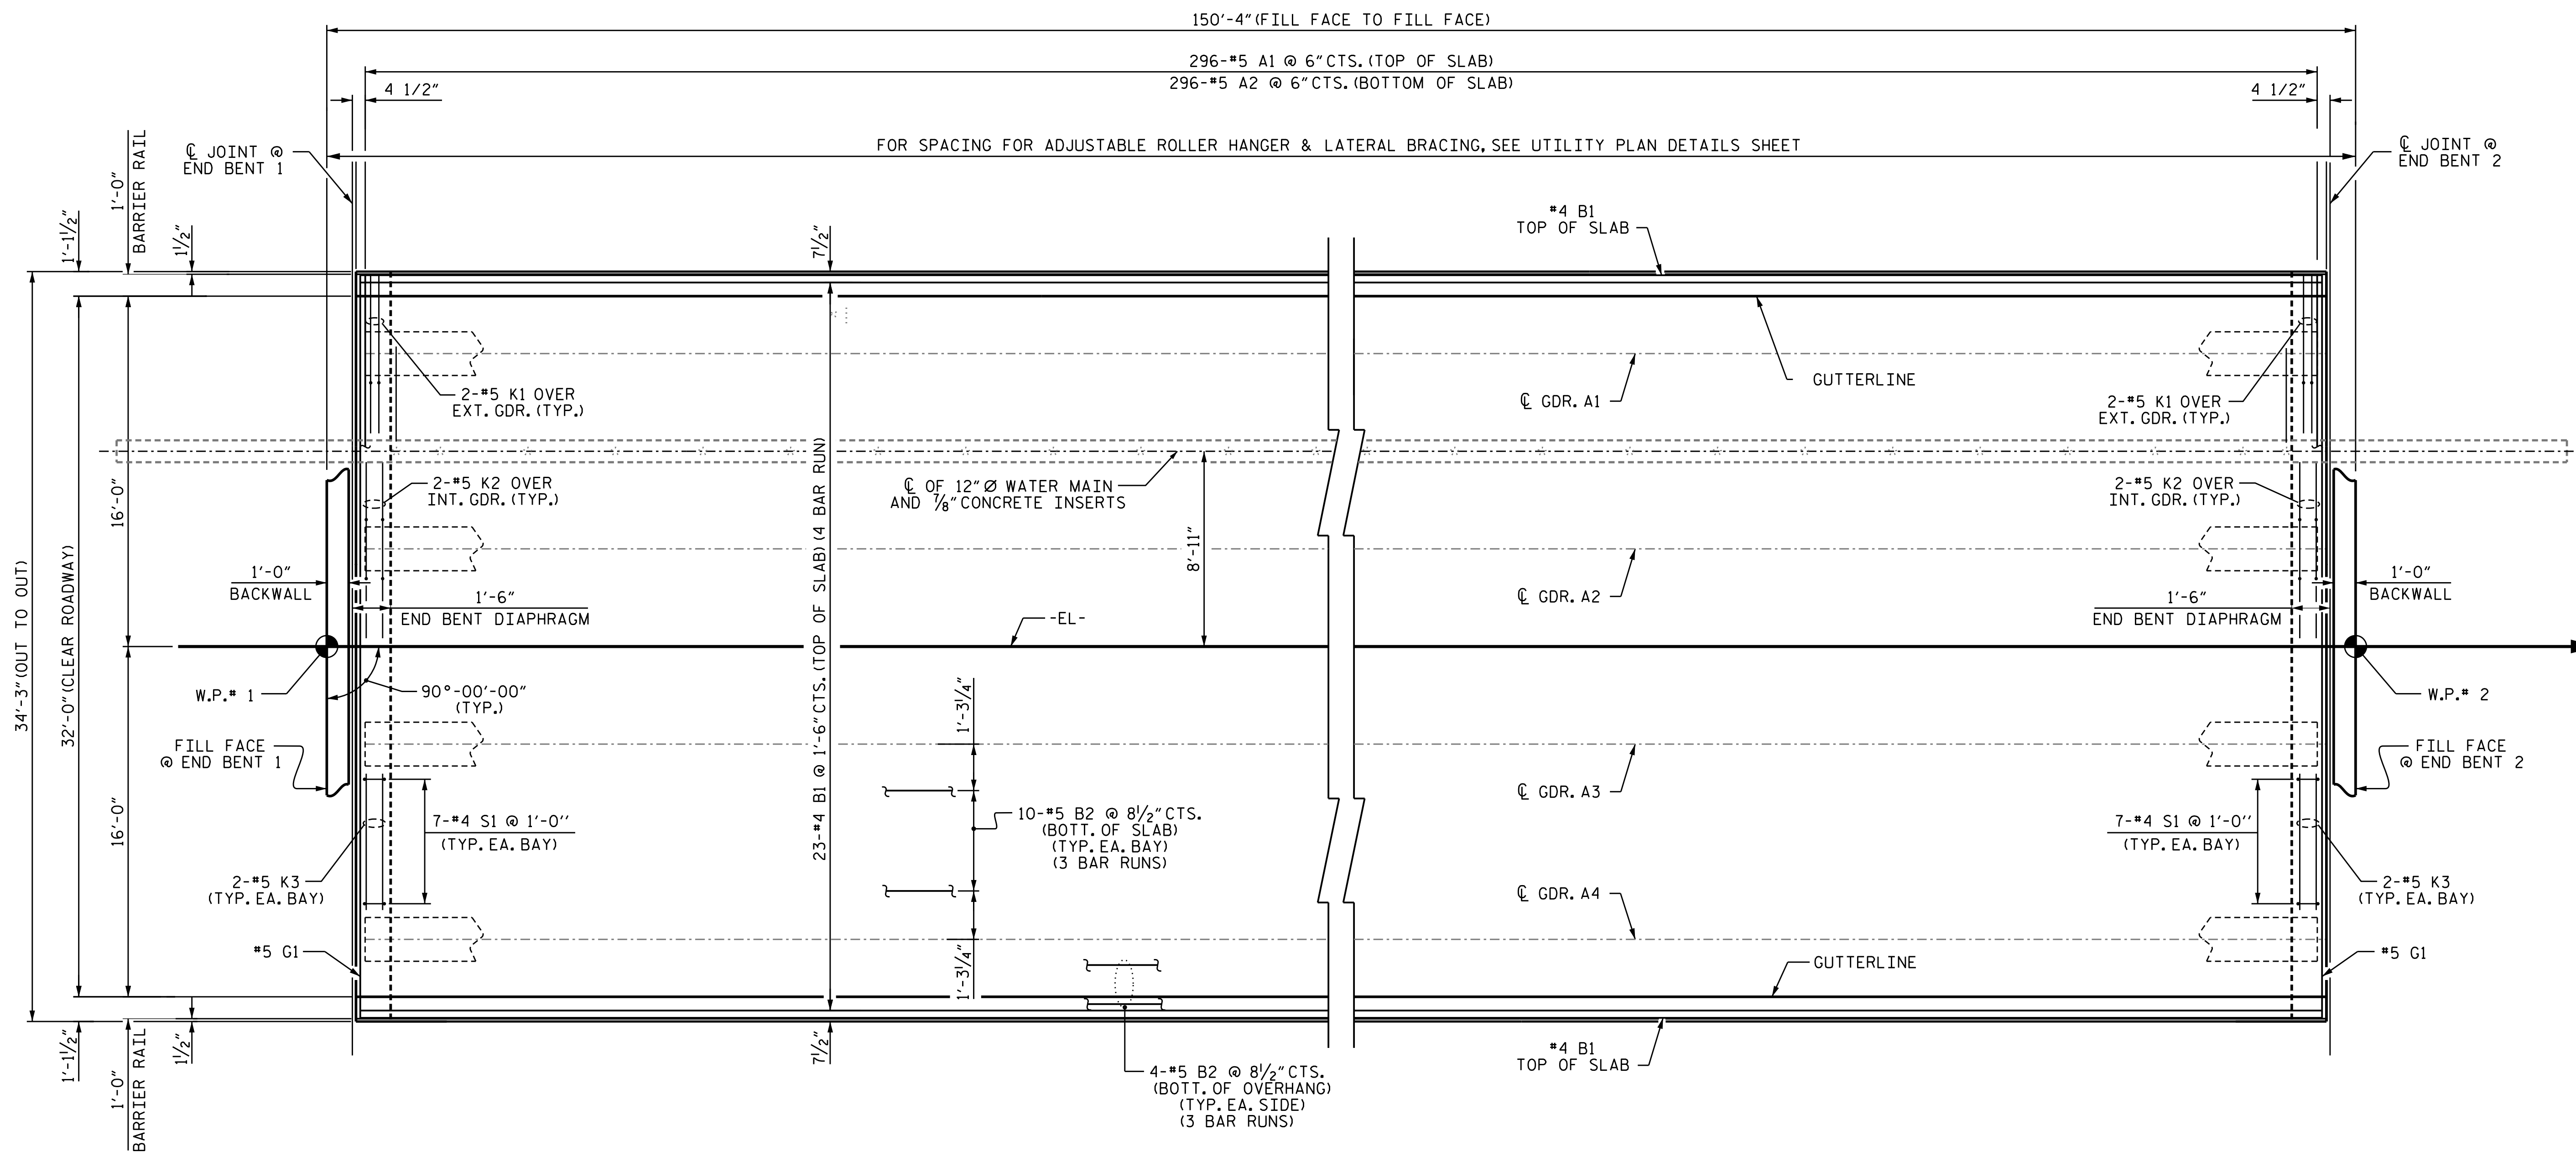 150'-4" (FILL FACE TO FILL FACE)
296-#5 A1 @ 6" CTS. (TOP OF SLAB)
296-#5 A2 @ 6" CTS. (BOTTOM OF SLAB)
4 1/2"
4 1/2"
FOR SPACING FOR ADJUSTABLE ROLLER HANGER & LATERAL BRACING, SEE UTILITY PLAN DETAILS SHEET
℄ JOINT @
END BENT 1
℄ JOINT @
END BENT 2
1'-0"
BARRIER RAIL
1'-1½"
1½"
7½"
#4 B1
TOP OF SLAB
2-#5 K1 OVER
EXT. GDR. (TYP.)
℄ GDR. A1
GUTTERLINE
2-#5 K1 OVER
EXT. GDR. (TYP.)
2-#5 K2 OVER
INT. GDR. (TYP.)
℄ OF 12" Ø WATER MAIN
AND ⅞" CONCRETE INSERTS
2-#5 K2 OVER
INT. GDR. (TYP.)
16'-0"
8'-11"
34'-3" (OUT TO OUT)
32'-0" (CLEAR ROADWAY)
23-#4 B1 @ 1'-6" CTS. (TOP OF SLAB) (4 BAR RUN)
1'-0"
BACKWALL
1'-6"
END BENT DIAPHRAGM
℄ GDR. A2
1'-6"
END BENT DIAPHRAGM
1'-0"
BACKWALL
-EL-
W.P.# 1
90°-00'-00"
(TYP.)
1'-3¼"
W.P.# 2
FILL FACE
@ END BENT 1
FILL FACE
@ END BENT 2
℄ GDR. A3
16'-0"
7-#4 S1 @ 1'-0''
(TYP. EA. BAY)
10-#5 B2 @ 8½" CTS.
(BOTT. OF SLAB)
(TYP. EA. BAY)
(3 BAR RUNS)
7-#4 S1 @ 1'-0''
(TYP. EA. BAY)
2-#5 K3
(TYP. EA. BAY)
℄ GDR. A4
2-#5 K3
(TYP. EA. BAY)
#5 G1
1'-3¼"
GUTTERLINE
#5 G1
1'-1½"
1'-0"
BARRIER RAIL
1½"
7½"
4-#5 B2 @ 8½" CTS.
(BOTT. OF OVERHANG)
(TYP. EA. SIDE)
(3 BAR RUNS)
#4 B1
TOP OF SLAB